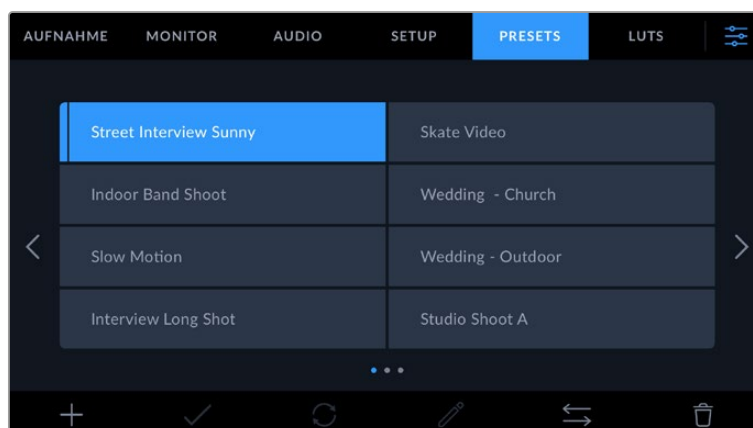 AUFNAHME MONITOR AUDIO SETUP PRESETS LUTS
Street Interview Sunny Skate Video
Indoor Band Shoot Wedding - Church
Slow Motion Wedding - Outdoor
Interview Long Shot Studio Shoot A